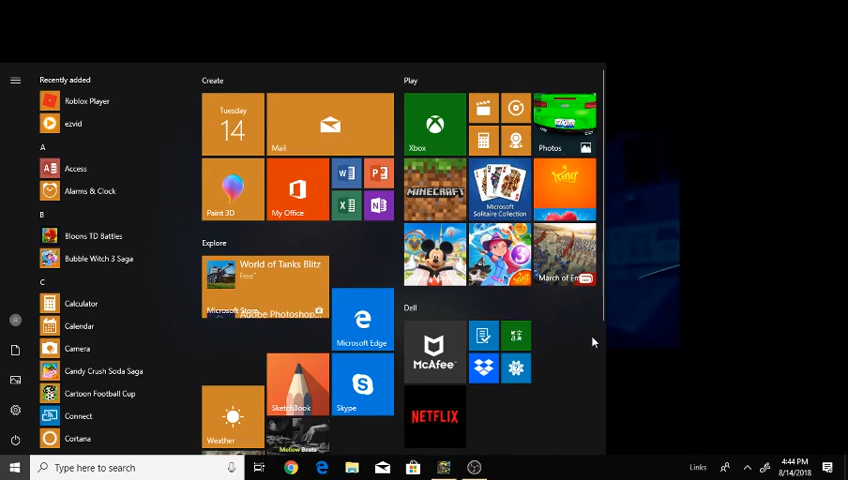 Recently added
Roblox Player
ezvid
A
Access
Alarms & Clock
B
Bloons TD Battles
Bubble Witch 3 Saga
C
Calculator
Calendar
Camera
Candy Crush Soda Saga
Cartoon Football Cup
Connect
Cortana
Create
Tuesday
14
Mail
Paint 3D
My Office
Explore
World of Tanks Blitz
Free*
Microsoft Store
Adobe Photoshop...
Microsoft Edge
SketchBook
Skype
Weather
Mellow Beats
Play
Xbox
Photos
MINECRAFT
Microsoft
Solitaire Collection
King
Disney
3
King
March of Em
Dell
McAfee™
NETFLIX
Type here to search
Links
4:44 PM
8/14/2018